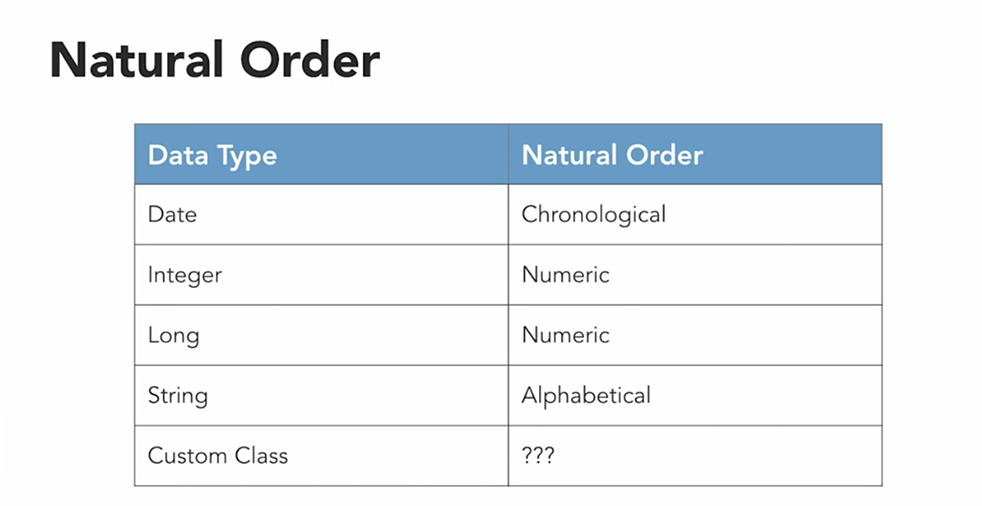 Natural Order
Data Type Natural Order
Date Chronological
Integer Numeric
Long Numeric
String Alphabetical
Custom Class ???